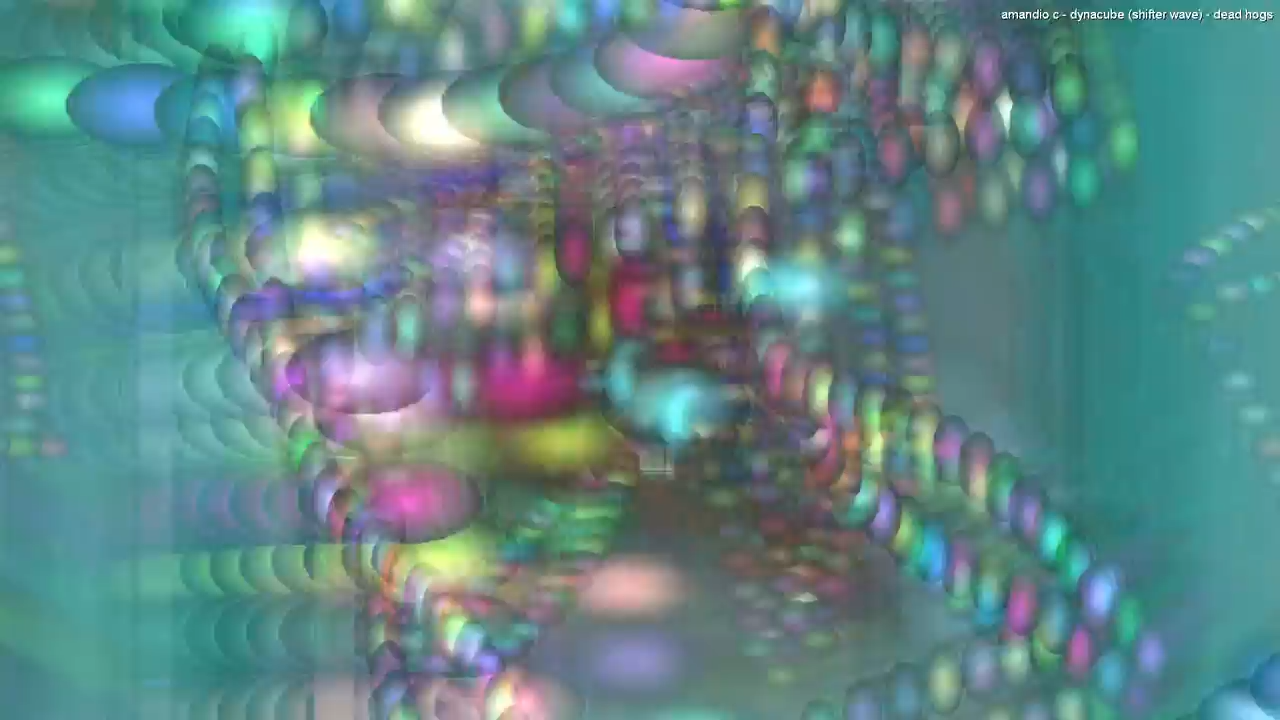 amandio c - dynacube (shifter wave) - dead hogs